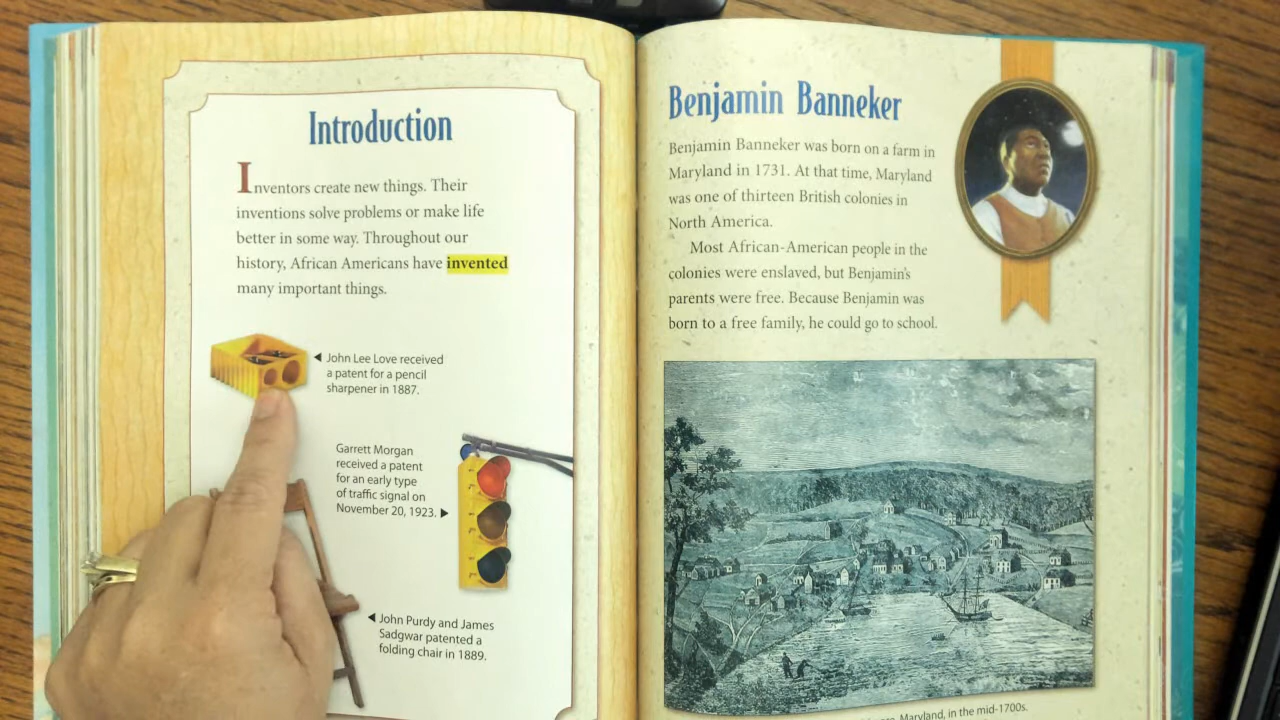 Introduction
Inventors create new things. Their
inventions solve problems or make life
better in some way. Throughout our
history, African Americans have invented
many important things.
◀ John Lee Love received
a patent for a pencil
sharpener in 1887.
Garrett Morgan
received a patent
for an early type
of traffic signal on
November 20, 1923. ▶
◀ John Purdy and James
Sadgwar patented a
folding chair in 1889.
Benjamin Banneker
Benjamin Banneker was born on a farm in
Maryland in 1731. At that time, Maryland
was one of thirteen British colonies in
North America.
Most African-American people in the
colonies were enslaved, but Benjamin's
parents were free. Because Benjamin was
born to a free family, he could go to school.
Maryland, in the mid-1700s.